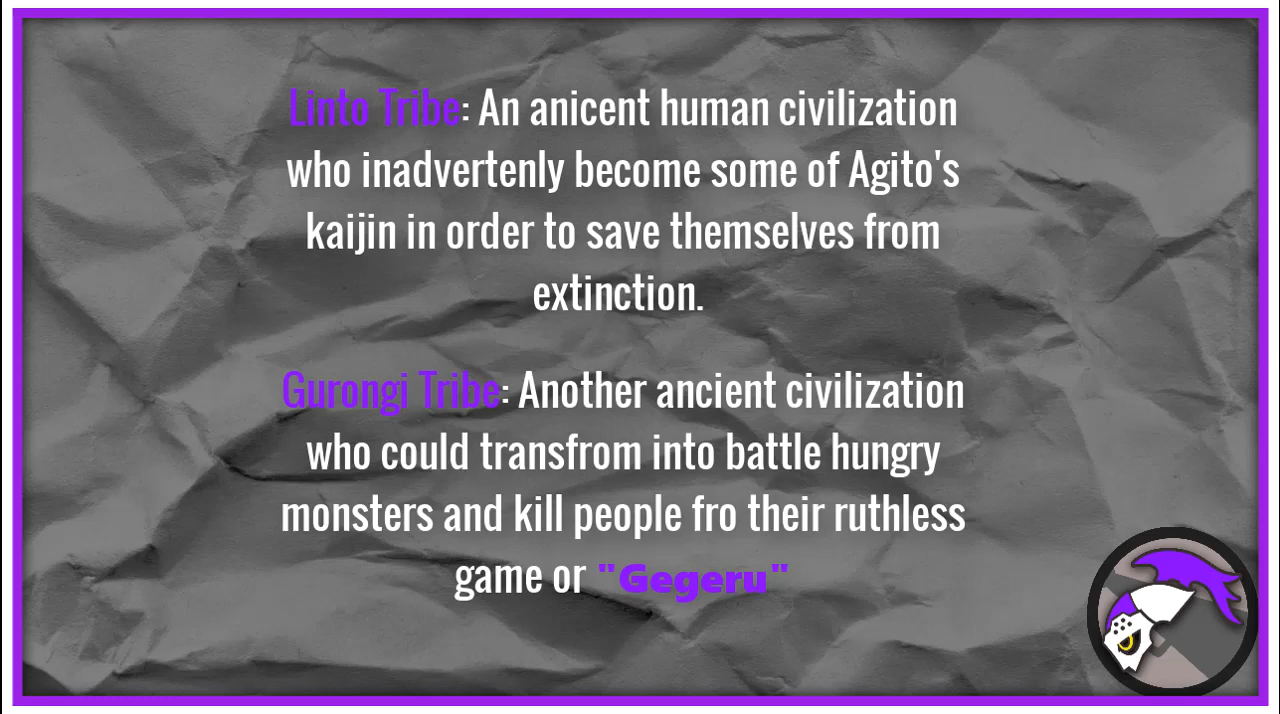 Linto Tribe: An anicent human civilization
who inadvertenly become some of Agito's
kaijin in order to save themselves from
extinction.
Gurongi Tribe: Another ancient civilization
who could transfrom into battle hungry
monsters and kill people fro their ruthless
game or "Gegeru"